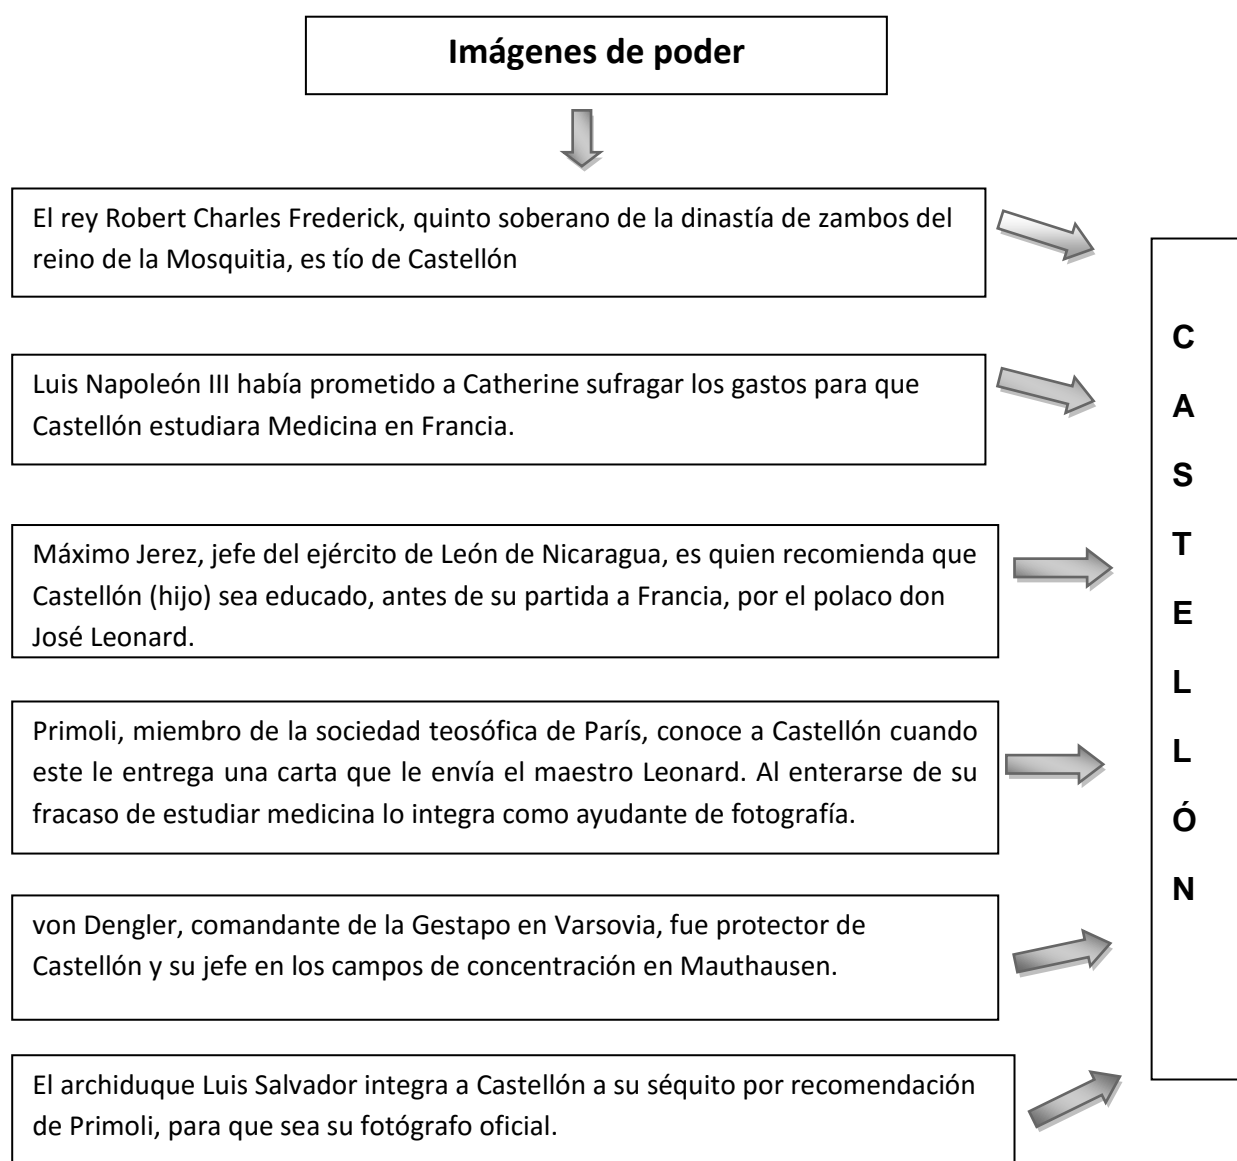 Imágenes de poder
El rey Robert Charles Frederick, quinto soberano de la dinastía de zambos del
reino de la Mosquitia, es tío de Castellón
Luis Napoleón III había prometido a Catherine sufragar los gastos para que
Castellón estudiara Medicina en Francia.
Máximo Jerez, jefe del ejército de León de Nicaragua, es quien recomienda que
Castellón (hijo) sea educado, antes de su partida a Francia, por el polaco don
José Leonard.
Primoli, miembro de la sociedad teosófica de París, conoce a Castellón cuando
este le entrega una carta que le envía el maestro Leonard. Al enterarse de su
fracaso de estudiar medicina lo integra como ayudante de fotografía.
von Dengler, comandante de la Gestapo en Varsovia, fue protector de
Castellón y su jefe en los campos de concentración en Mauthausen.
El archiduque Luis Salvador integra a Castellón a su séquito por recomendación
de Primoli, para que sea su fotógrafo oficial.
C
A
S
T
E
L
L
Ó
N